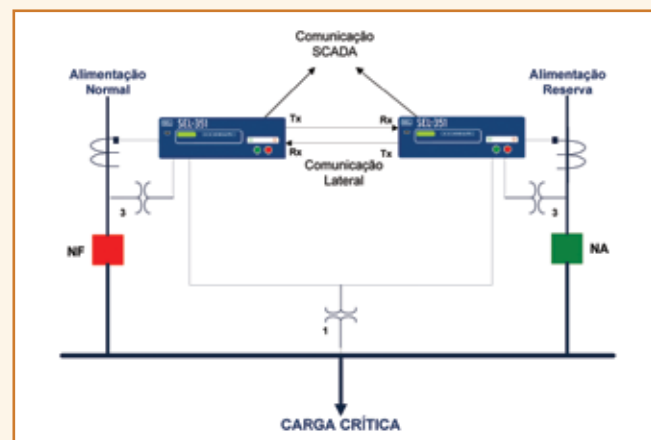 Comunicação
SCADA
Alimentação
Normal
Alimentação
Reserva
SEL-351
Tx
Rx
SEL-351
Rx
Tx
Comunicação
Lateral
3
3
NF
NA
1
CARGA CRÍTICA